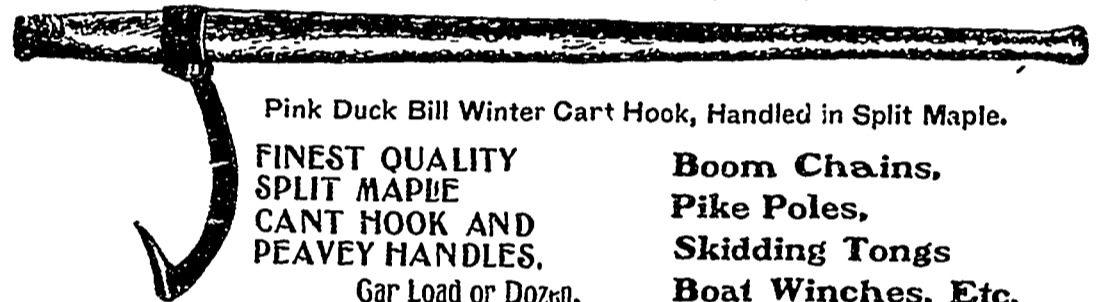 Pink Duck Bill Winter Cart Hook, Handled in Split Maple.
FINEST QUALITY
SPLIT MAPLE
CANT HOOK AND
PEAVEY HANDLES.
Car Load or Dozen.
Boom Chains,
Pike Poles,
Skidding Tongs
Boat Winches, Etc.